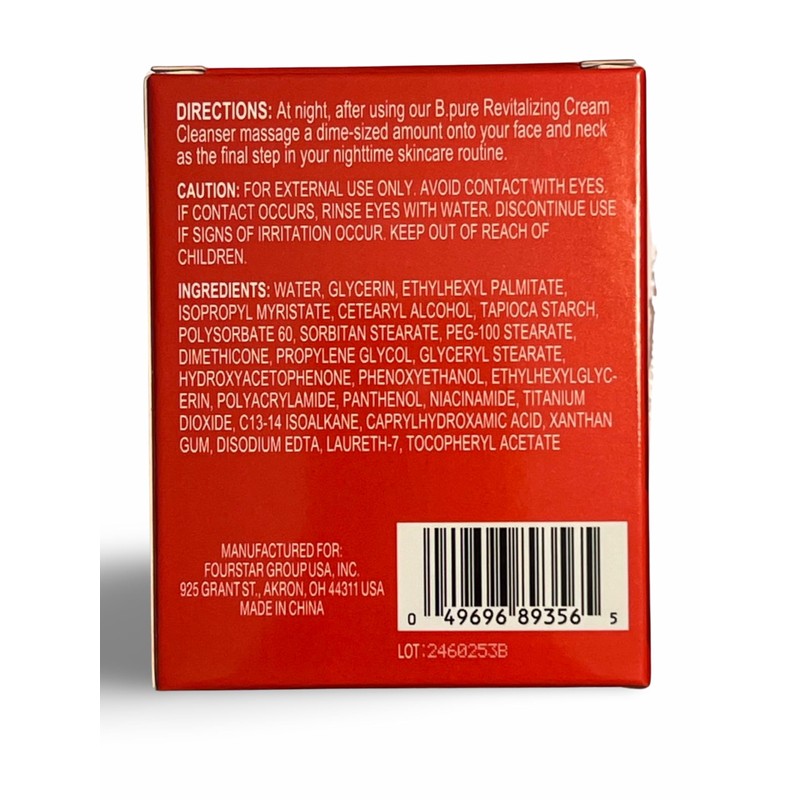 DIRECTIONS: At night, after using our B.pure Revitalizing Cream
Cleanser massage a dime-sized amount onto your face and neck
as the final step in your nighttime skincare routine.
CAUTION: FOR EXTERNAL USE ONLY. AVOID CONTACT WITH EYES.
IF CONTACT OCCURS, RINSE EYES WITH WATER. DISCONTINUE USE
IF SIGNS OF IRRITATION OCCUR. KEEP OUT OF REACH OF
CHILDREN.
INGREDIENTS: WATER, GLYCERIN, ETHYLHEXYL PALMITATE,
ISOPROPYL MYRISTATE, CETEARYL ALCOHOL, TAPIOCA STARCH,
POLYSORBATE 60, SORBITAN STEARATE, PEG-100 STEARATE,
DIMETHICONE, PROPYLENE GLYCOL, GLYCERYL STEARATE,
HYDROXYACETOPHENONE, PHENOXYETHANOL, ETHYLHEXYLGLYC-
ERIN, POLYACRYLAMIDE, PANTHENOL, NIACINAMIDE, TITANIUM
DIOXIDE, C13-14 ISOALKANE, CAPRYLHYDROXAMIC ACID, XANTHAN
GUM, DISODIUM EDTA, LAURETH-7, TOCOPHERYL ACETATE
MANUFACTURED FOR:
FOURSTAR GROUP USA, INC.
925 GRANT ST., AKRON, OH 44311 USA
MADE IN CHINA
0 49696 89356 5
LOT:2460253B